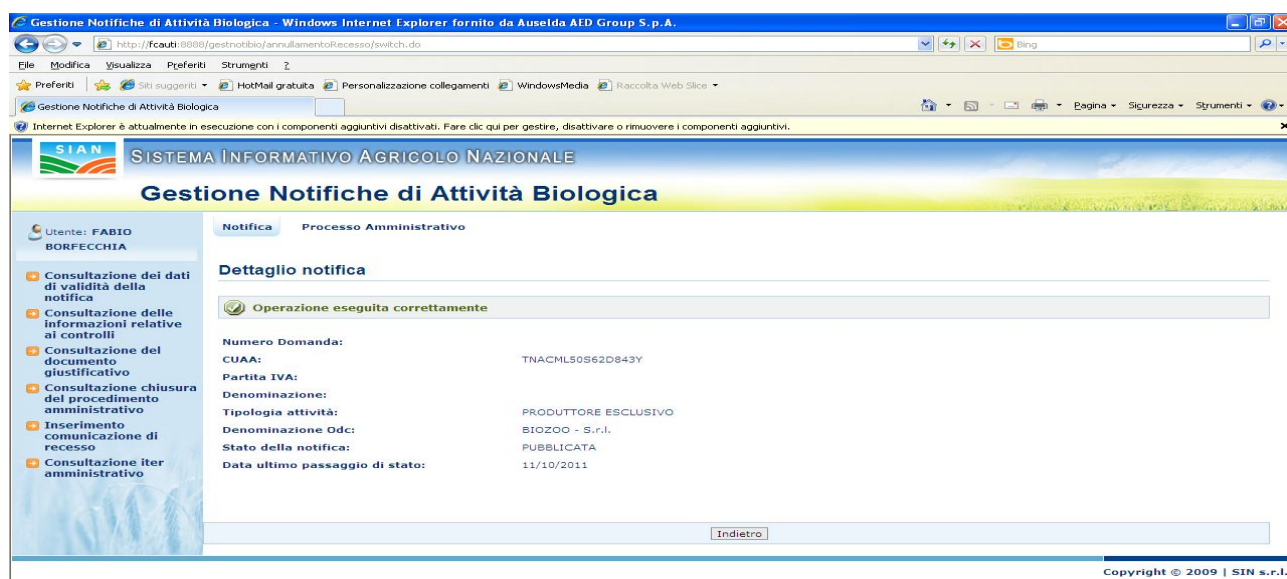 Gestione Notifiche di Attività Biologica - Windows Internet Explorer fornito da Auselda AED Group S.p.A.
http://fcauti:8888/gestnotibio/annullamentoRecesso/switch.do
Bing
File Modifica Visualizza Preferiti Strumenti ?
Preferiti Siti suggeriti HotMail gratuita Personalizzazione collegamenti WindowsMedia Raccolta Web Slice
Gestione Notifiche di Attività Biologica
Pagina Sicurezza Strumenti
Internet Explorer è attualmente in esecuzione con i componenti aggiuntivi disattivati. Fare clic qui per gestire, disattivare o rimuovere i componenti aggiuntivi.
SIAN
SISTEMA INFORMATIVO AGRICOLO NAZIONALE
Gestione Notifiche di Attività Biologica
Utente: FABIO
BORFECCHIA
Consultazione dei dati
di validità della
notifica
Consultazione delle
informazioni relative
ai controlli
Consultazione del
documento
giustificativo
Consultazione chiusura
del procedimento
amministrativo
Inserimento
comunicazione di
recesso
Consultazione iter
amministrativo
Notifica Processo Amministrativo
Dettaglio notifica
Operazione eseguita correttamente
Numero Domanda:
CUAA: TNACML50S62D843Y
Partita IVA:
Denominazione:
Tipologia attività: PRODUTTORE ESCLUSIVO
Denominazione Odc: BIOZOO - S.r.l.
Stato della notifica: PUBBLICATA
Data ultimo passaggio di stato: 11/10/2011
Indietro
Copyright © 2009 | SIN s.r.l.